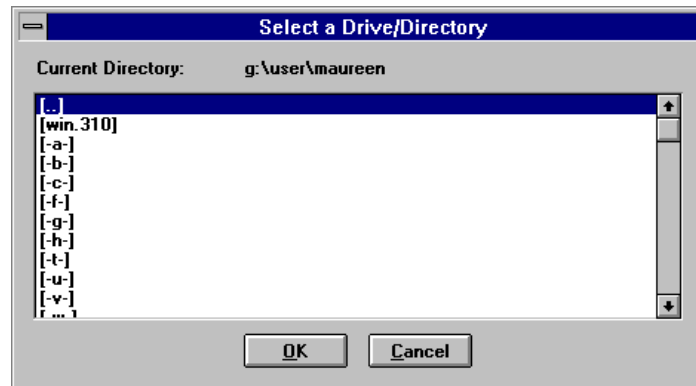 Select a Drive/Directory
Current Directory: g:\user\maureen
[..]
[win.310]
[-a-]
[-b-]
[-c-]
[-f-]
[-g-]
[-h-]
[-t-]
[-u-]
[-v-]
OK Cancel